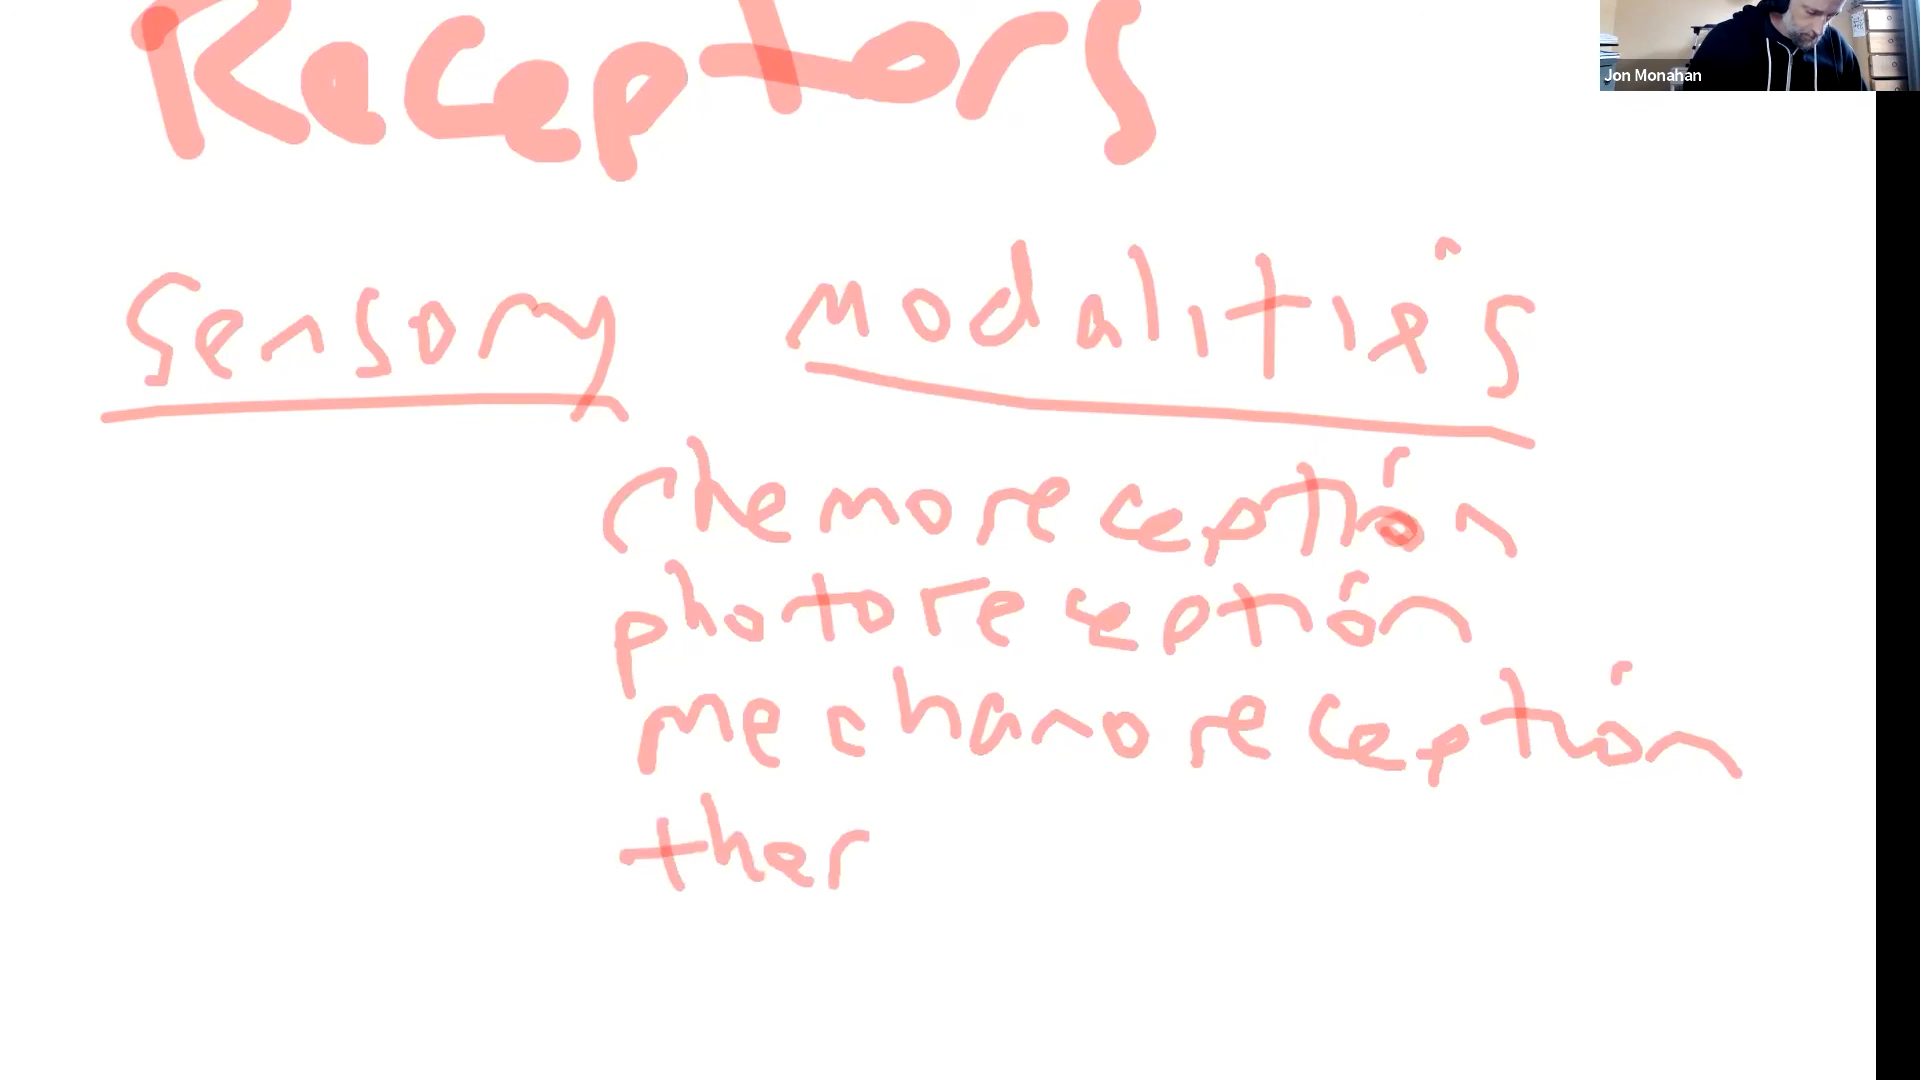 Receptors
Jon Monahan
Sensory modalities
chemoreception
photoreception
mechanoreception
ther